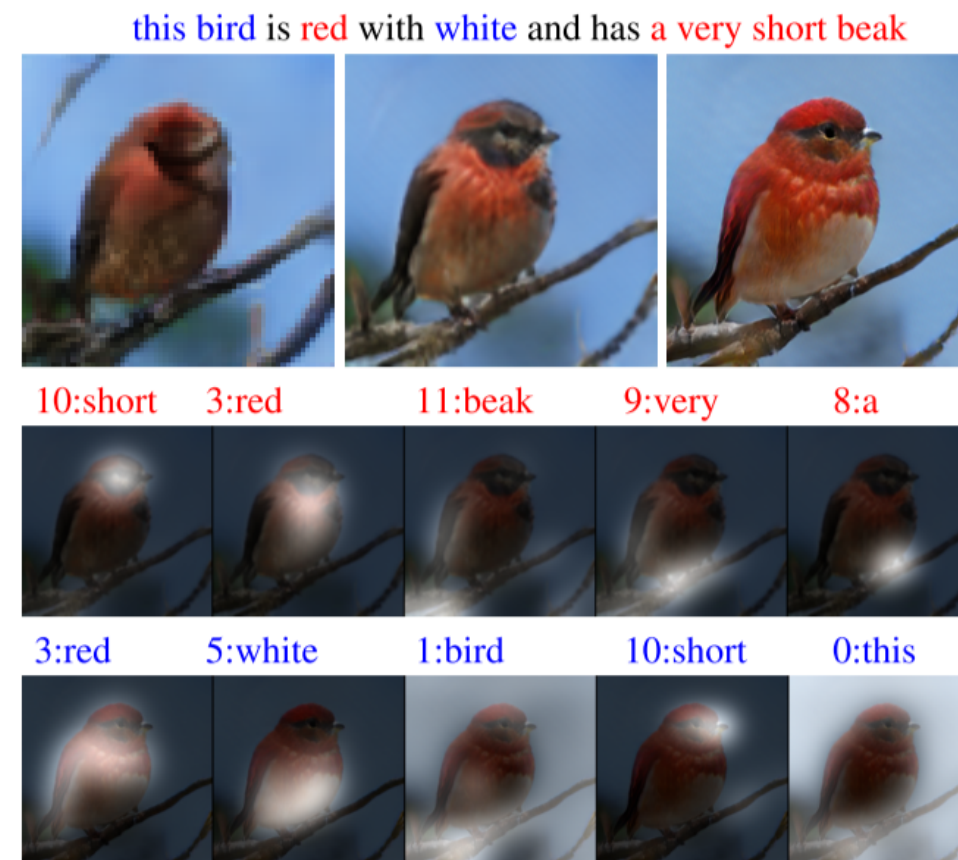 this bird is red with white and has a very short beak
10:short 3:red 11:beak 9:very 8:a
3:red 5:white 1:bird 10:short 0:this